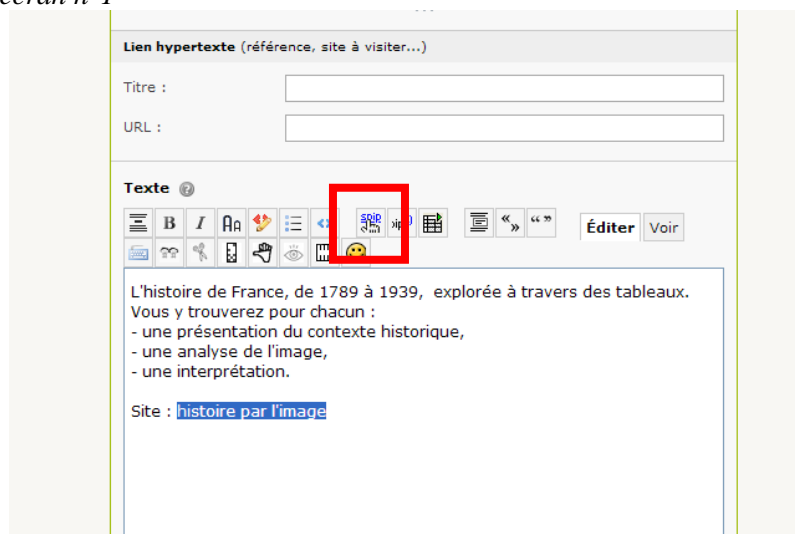 écran n°1
Lien hypertexte (référence, site à visiter...)
Titre :
URL :
Texte
B I
Éditer Voir
L'histoire de France, de 1789 à 1939, explorée à travers des tableaux.
Vous y trouverez pour chacun :
- une présentation du contexte historique,
- une analyse de l'image,
- une interprétation.
Site : histoire par l'image